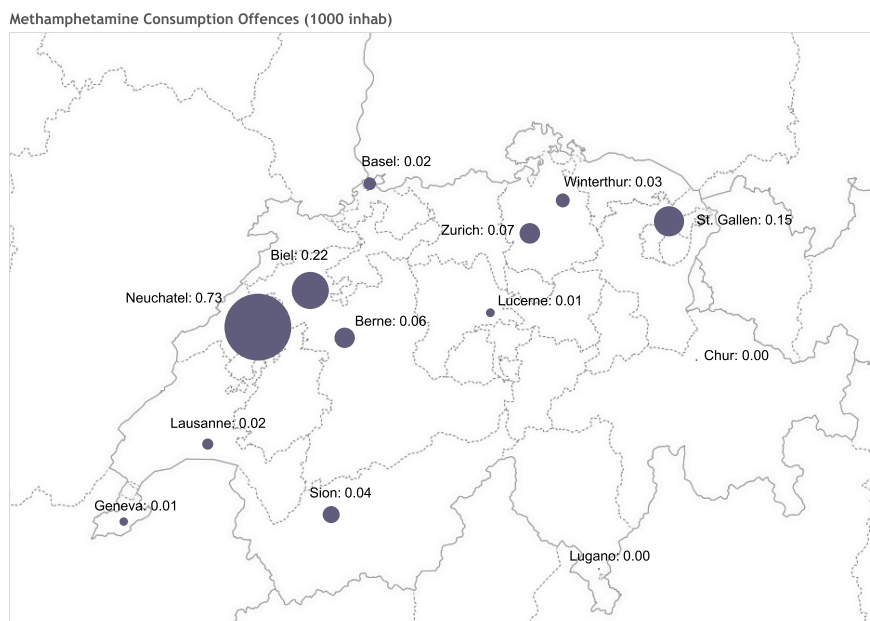 Methamphetamine Consumption Offences (1000 inhab)
Basel: 0.02
Winterthur: 0.03
St. Gallen: 0.15
Zurich: 0.07
Biel: 0.22
Neuchatel: 0.73
Lucerne: 0.01
Berne: 0.06
Chur: 0.00
Lausanne: 0.02
Sion: 0.04
Geneva: 0.01
Lugano: 0.00